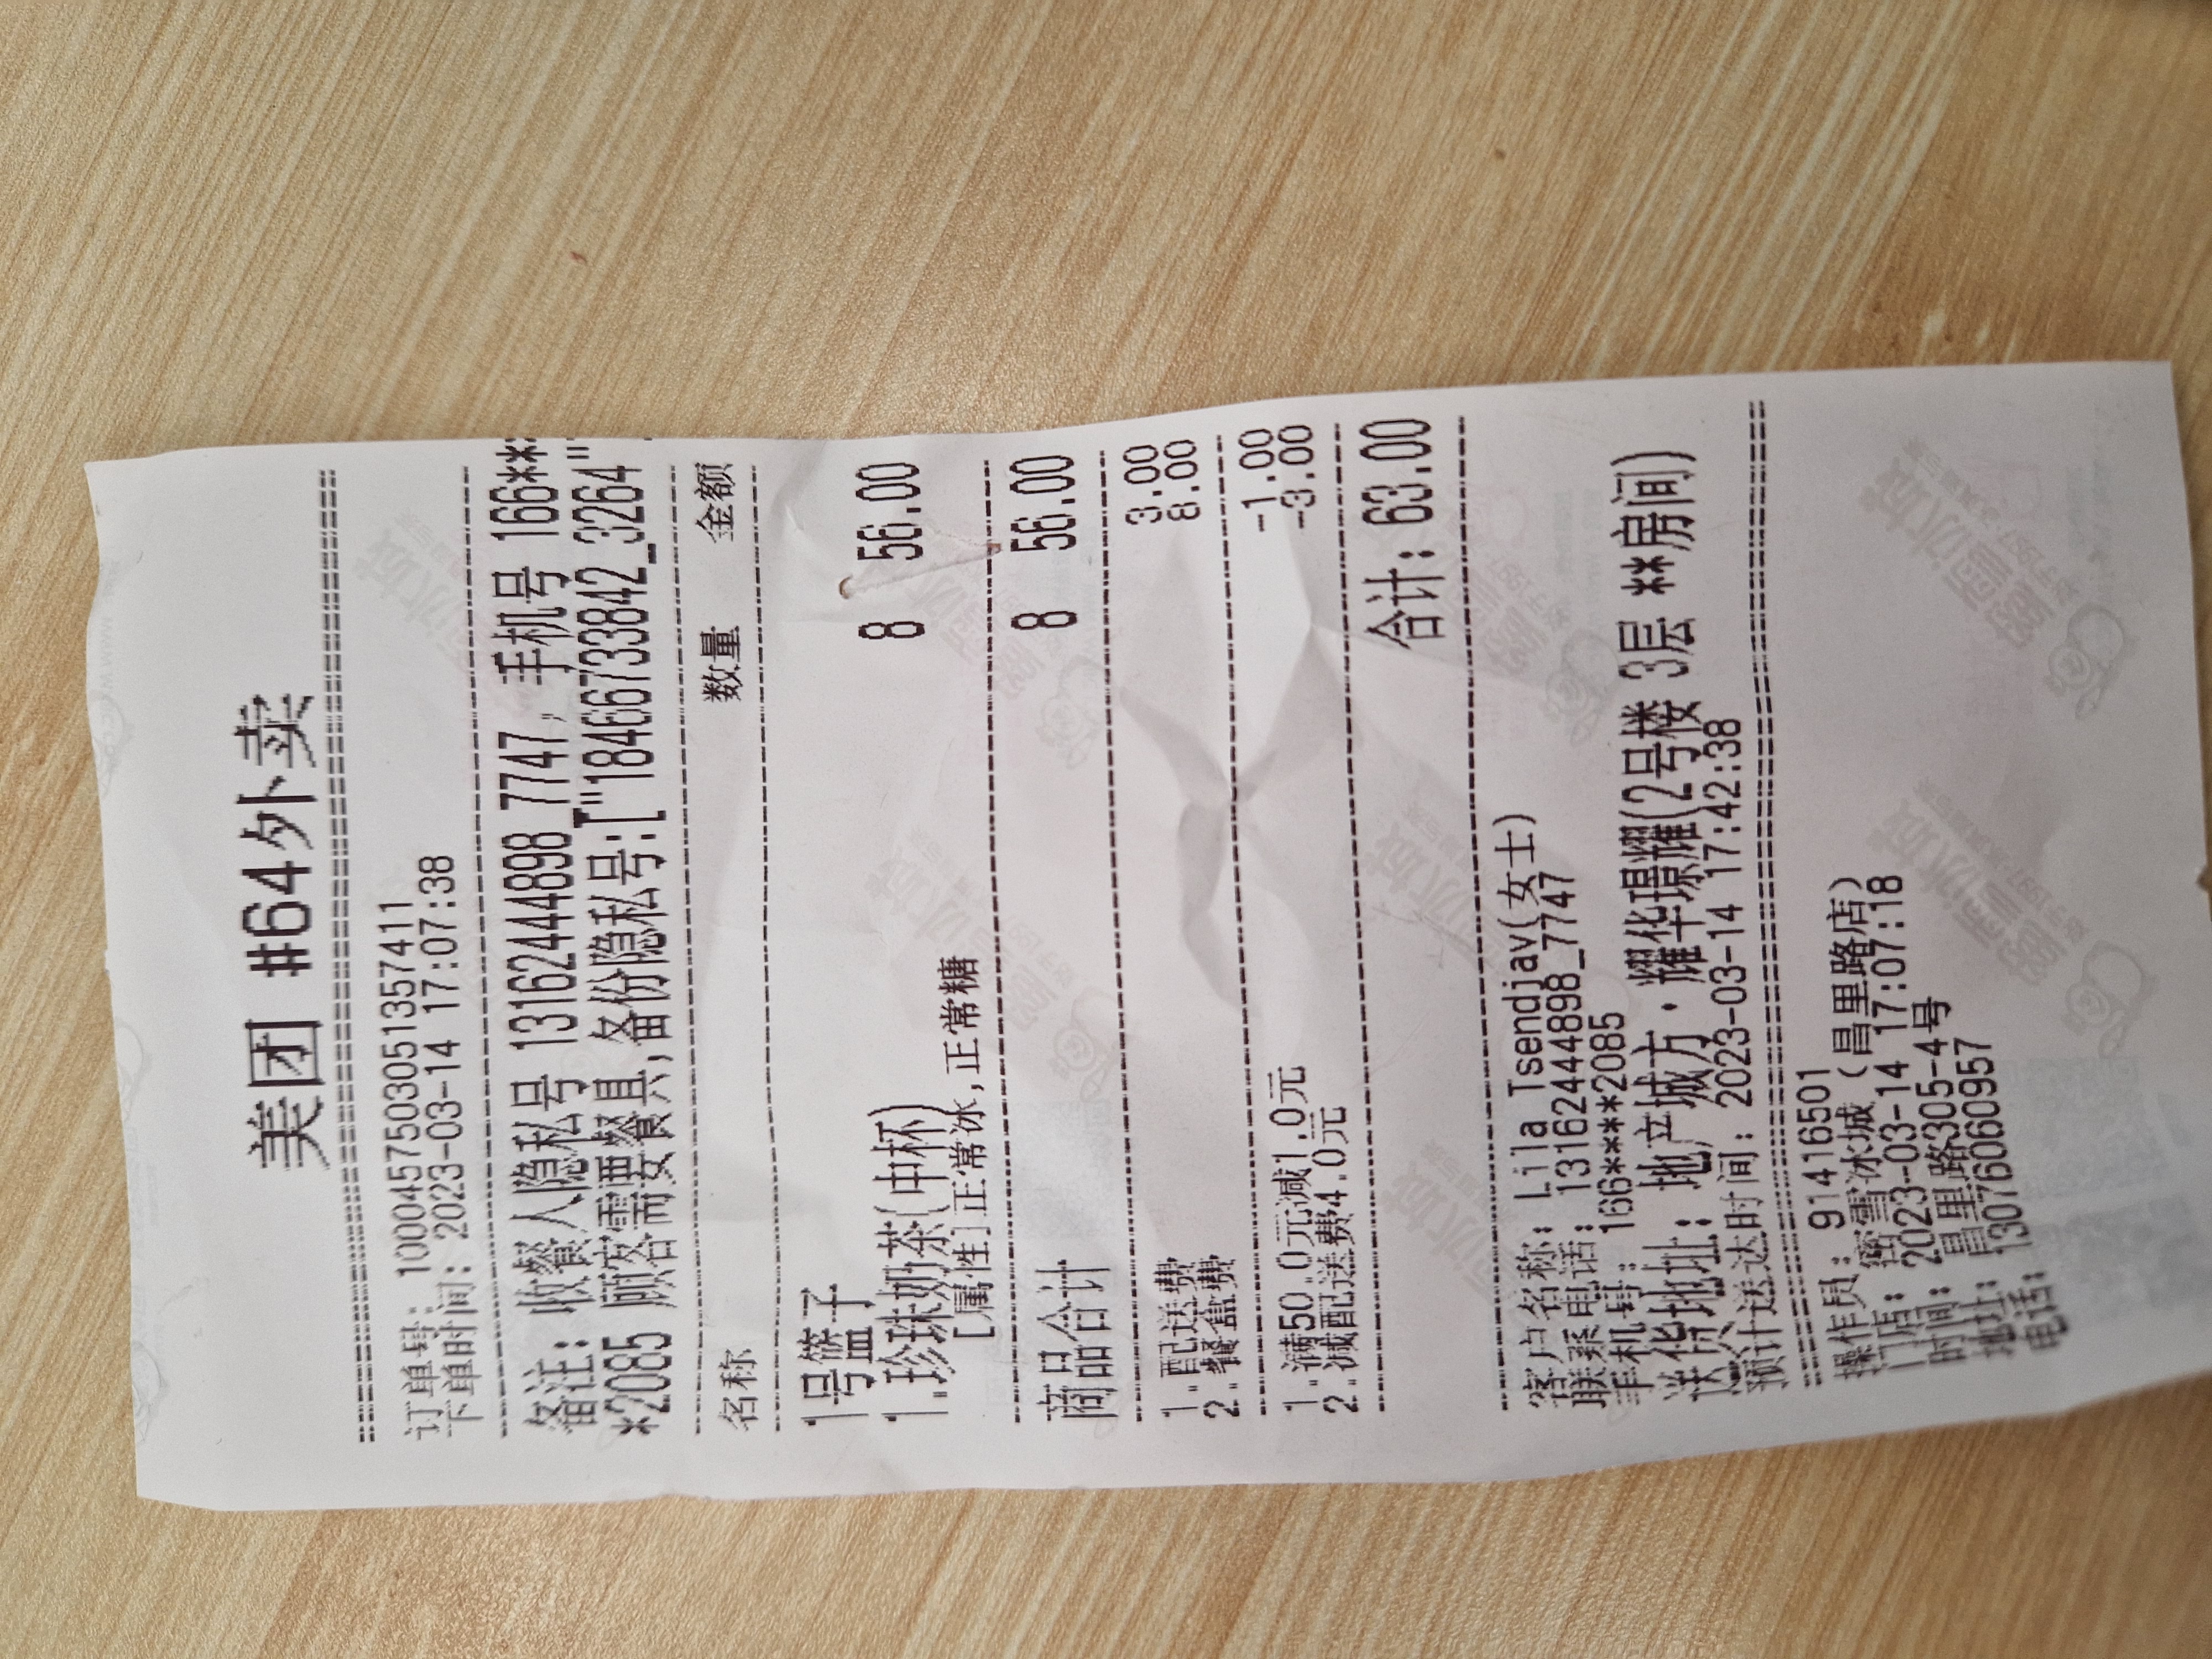 美团 #64外卖
订单号：100045750305135741​1
下单时间：2023-03-14 17:07:38
备注：收餐人隐私号 13162444898_7747，手机号 166**
*2085 顾客需要餐具,备份隐私号:["18466733842_3264"
名称 数量 金额
1号篮子
1.珍珠奶茶(中杯) 8 56.00
[属性]正常冰,正常糖
商品合计 8 56.00
1.配送费 3.00
2.餐盒费 8.00
1.满50.0元减1.0元 -1.00
2.减配送费4.0元 -3.00
合计：63.00
客户名称：Lila Tsendjav(女士)
联系电话：13162444898_7747
手机号：166****2085
送货地址：地产城方·耀华璟耀(2号楼 3层 **房间)
预计送达时间：2023-03-14 17:42:38
操作员：91416501
门店：蜜雪冰城（昌里路店）
时间：2023-03-14 17:07:18
地址：昌里路305-4号
电话：13076060957
蜜雪冰城